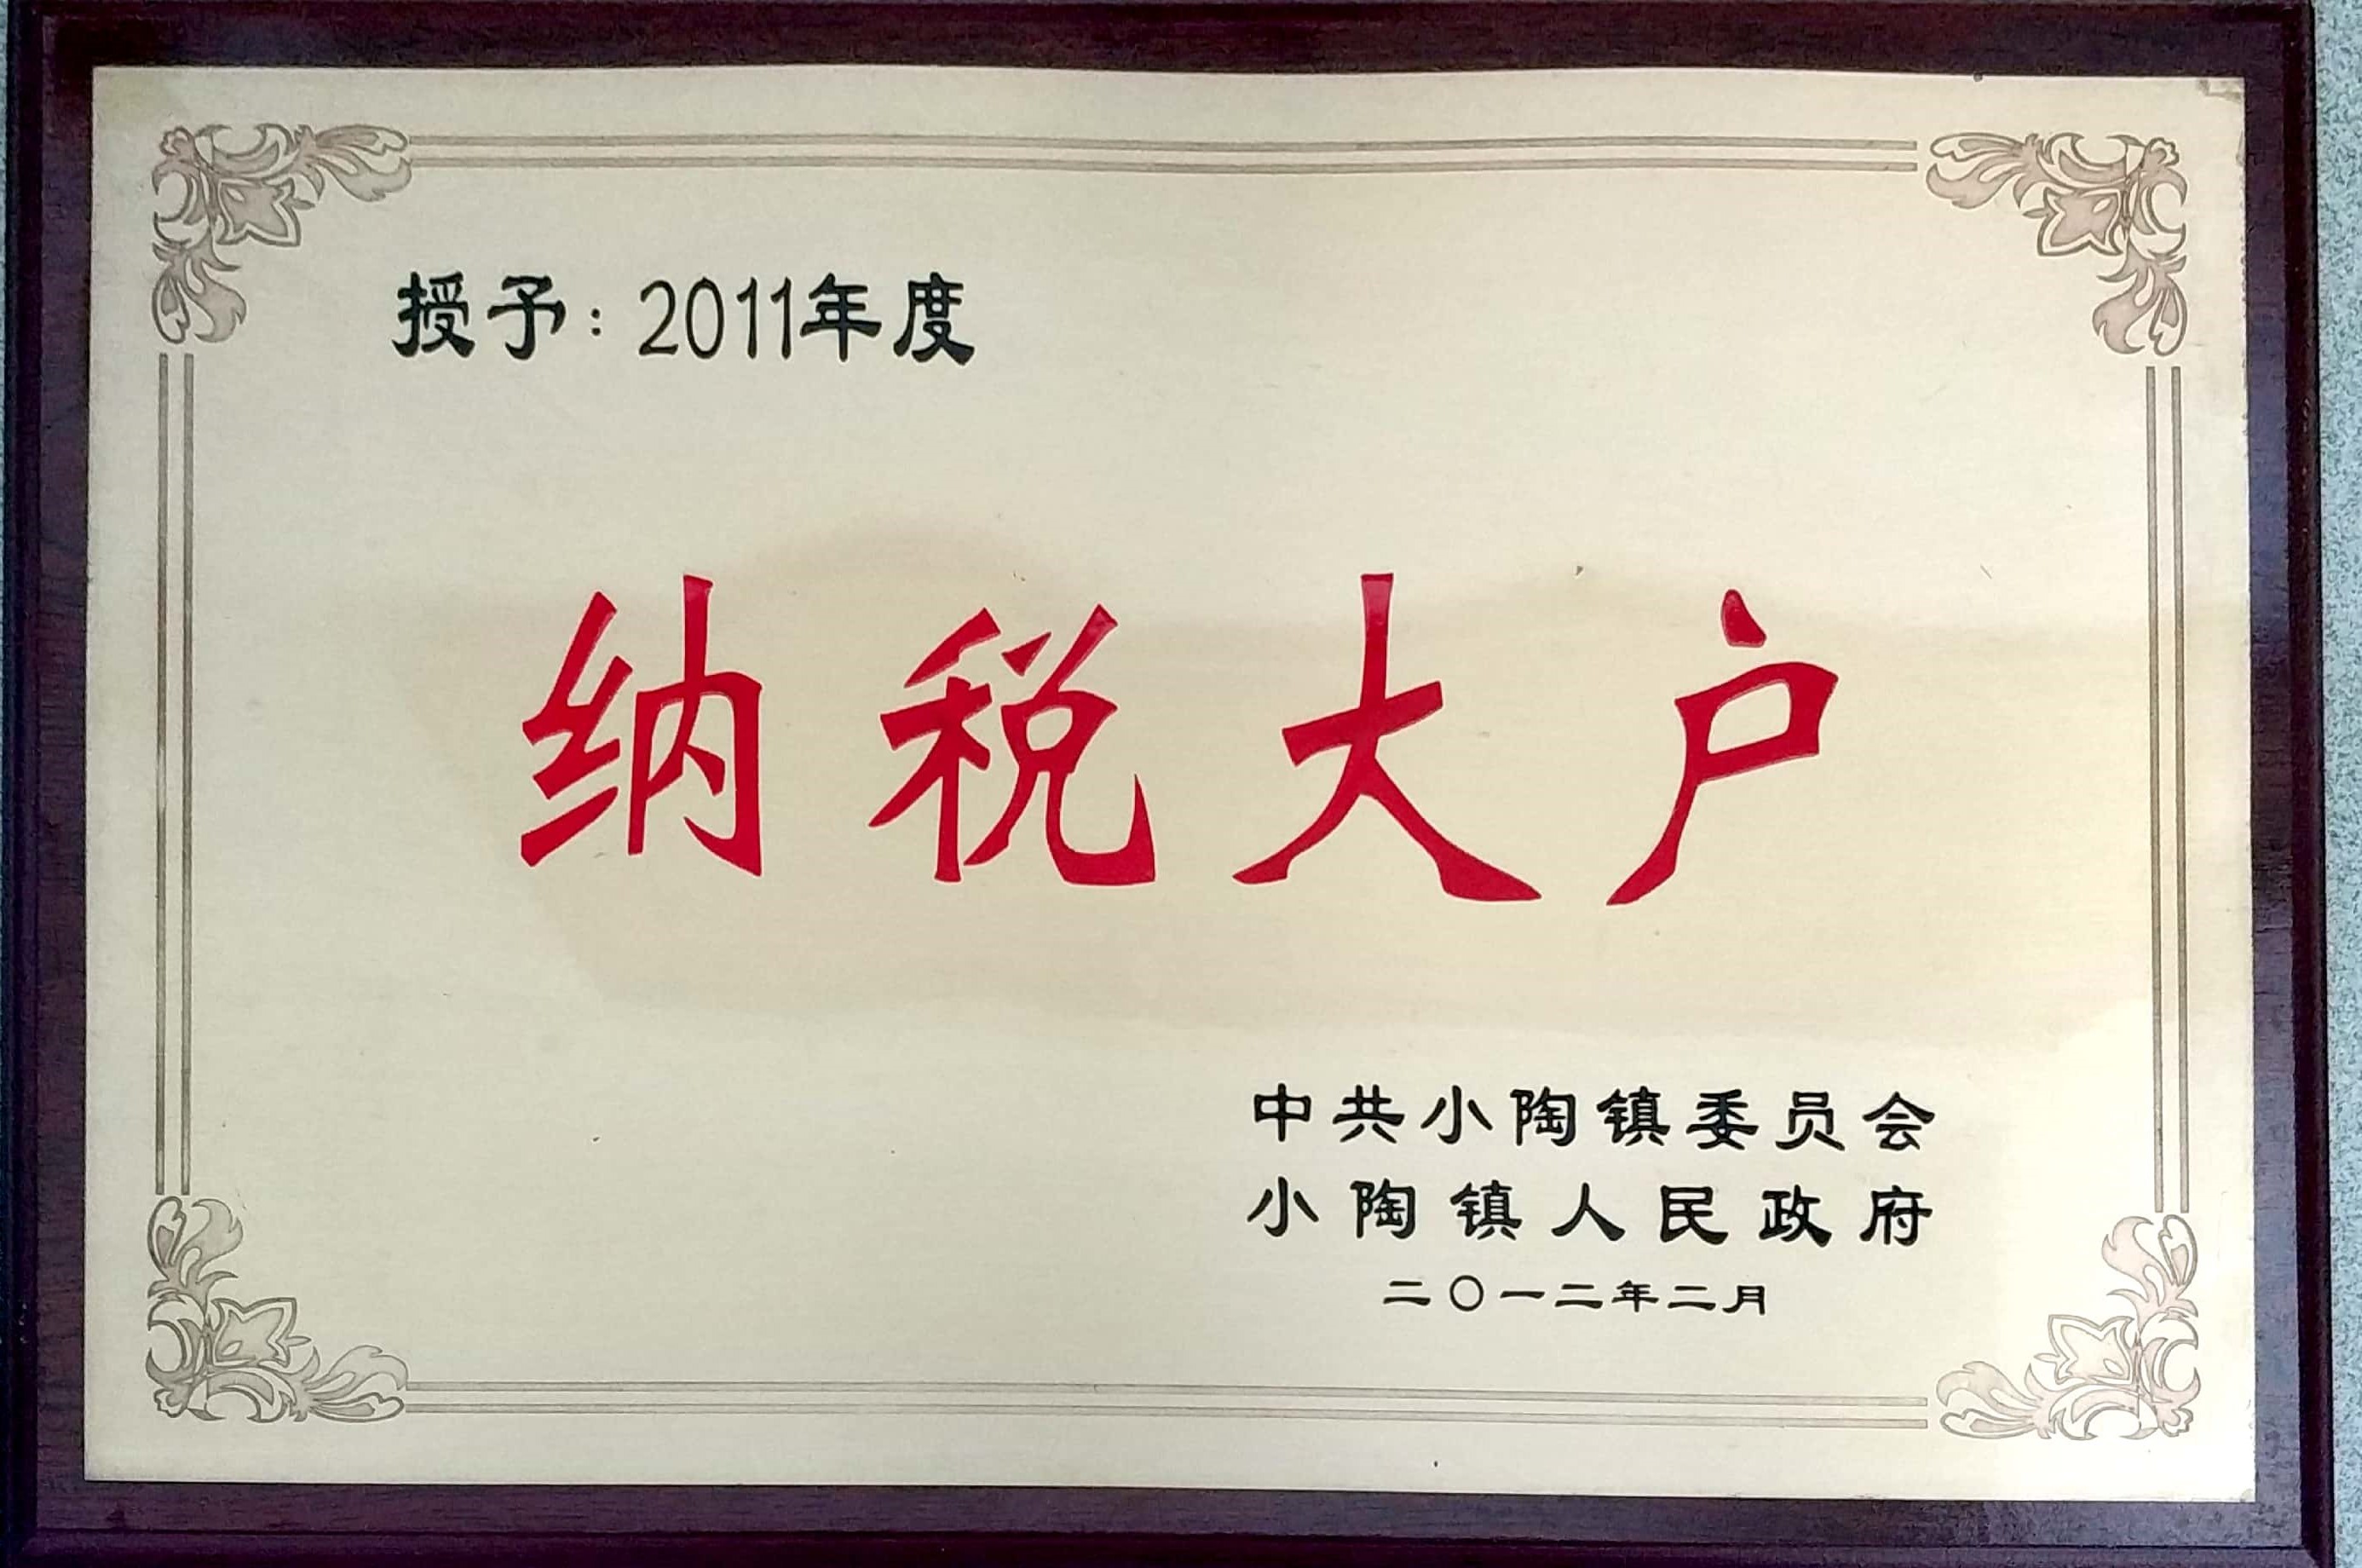 授予：2011年度
纳税大户
中共小陶镇委员会
小陶镇人民政府
二〇一二年二月